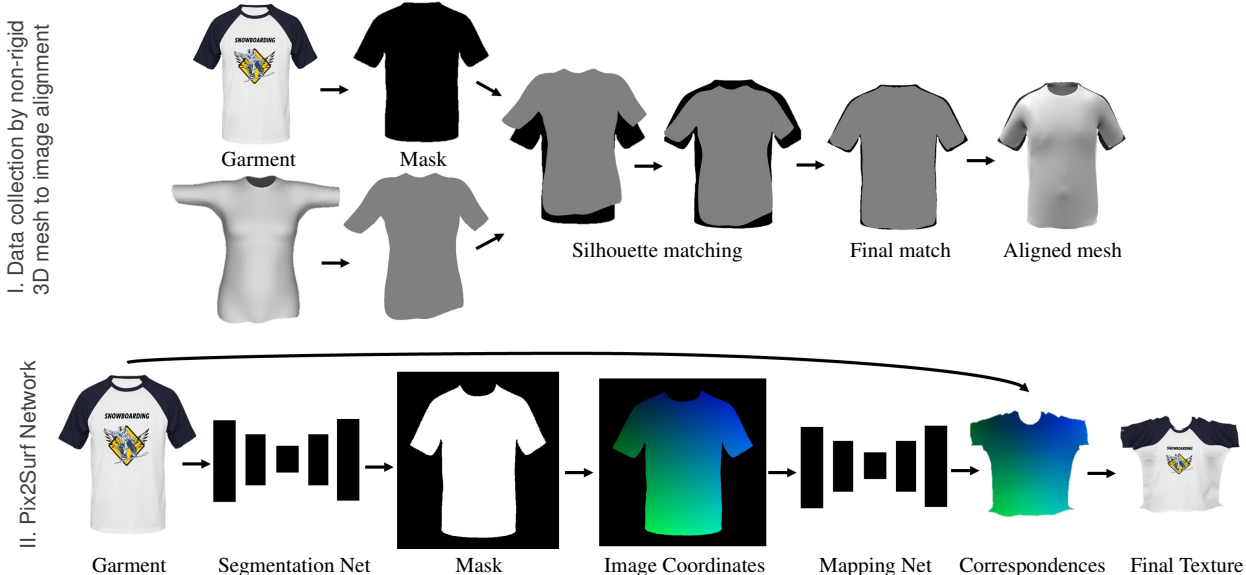 I. Data collection by non-rigid
3D mesh to image alignment
SNOWBOARDING
Garment
Mask
Silhouette matching
Final match
Aligned mesh
II. Pix2Surf Network
SNOWBOARDING
SNOWBOARDING
Garment
Segmentation Net
Mask
Image Coordinates
Mapping Net
Correspondences
Final Texture